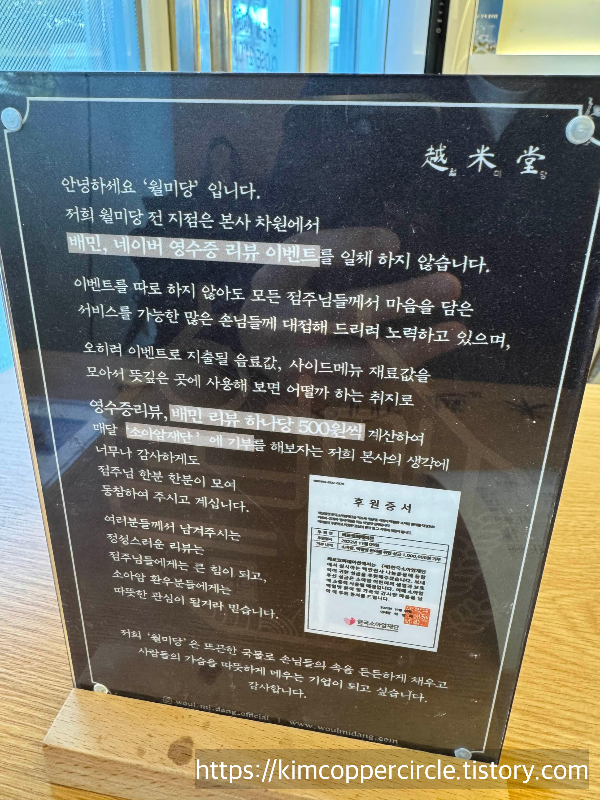 越米堂
안녕하세요 '월미당' 입니다.
저희 월미당 전 지점은 본사 차원에서
배민, 네이버 영수증 리뷰 이벤트를 일체 하지 않습니다.
이벤트를 따로 하지 않아도 모든 점주님들께서 마음을 담은
서비스를 가능한 많은 손님들께 대접해 드리려 노력하고 있으며,
오히려 이벤트로 지출될 음료값, 사이드메뉴 재료값을
모아서 뜻깊은 곳에 사용해 보면 어떨까 하는 취지로
영수증리뷰, 배민 리뷰 하나당 500원씩 계산하여
매달 '소아암재단' 에 기부를 해보자는 저희 본사의 생각에
너무나 감사하게도
점주님 한분 한분이 모여
동참하여 주시고 계십니다.
여러분들께서 남겨주시는
정성스러운 리뷰는
점주님들에게는 큰 힘이 되고,
소아암 환우분들에게는
따뜻한 관심이 될거라 믿습니다.
후원증서
한국소아암재단
저희 '월미당'은 뜨끈한 국물로 손님들의 속을 든든하게 채우고
사람들의 가슴을 따뜻하게 데우는 기업이 되고 싶습니다.
감사합니다.
woul_mi_dang_official | www.woulmidang.com
https://kimcoppercircle.tistory.com